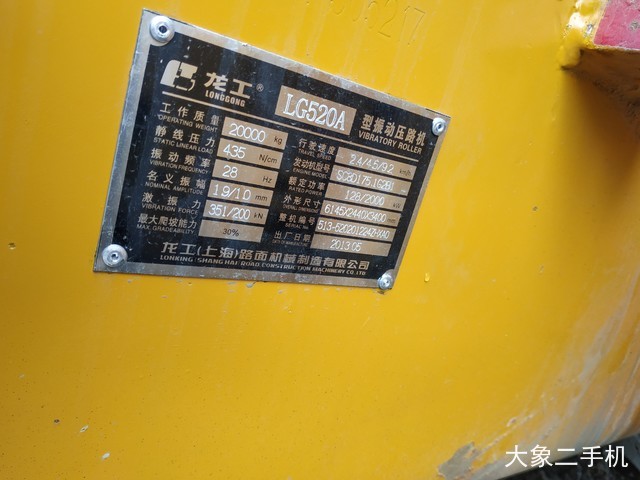 龙工®
LONGGONG
LG520A
型振动压路机
VIBRATORY ROLLER
工作质量
OPERATING WEIGHT
20000 kg
静线压力
STATIC LINEAR LOAD
435 N/cm
振动频率
VIBRATION FREQUENCY
28 Hz
名义振幅
NOMINAL AMPLITUDE
1.9/1.0 mm
激振力
VIBRATION FORCE
351/200 kN
最大爬坡能力
MAX. GRADEABILITY
30%
行驶速度
TRAVEL SPEED
2.4/4.5/9.2 km/h
发动机型号
ENGINE MODEL
额定功率
RATED POWER
128/2000 kW
外形尺寸
OVERALL DIMENSIONS
6145X2440X3400 mm
整机编号
SERIAL No.
出厂日期
2013.05
龙工(上海)路面机械制造有限公司
LONKING(SHANGHAI)ROAD CONSTRUCTION MACHINERY CO.,LTD
大象二手机